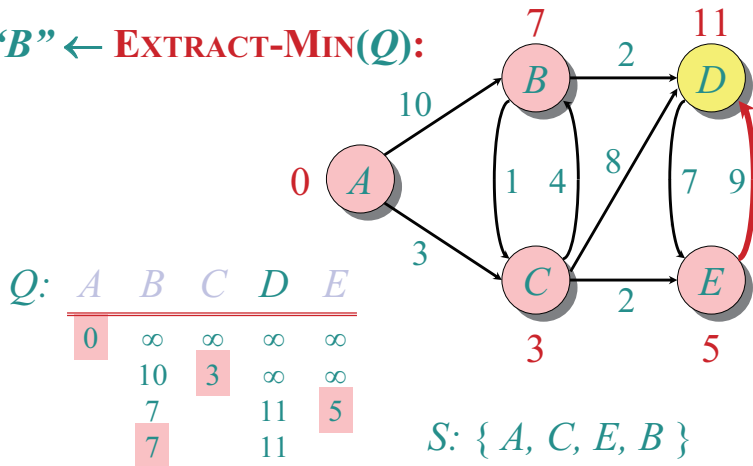 "B" ← EXTRACT-MIN(Q):
7
11
B
2
D
10
0
A
1
4
8
7
9
3
C
2
E
3
5
Q: A B C D E
0 ∞ ∞ ∞ ∞
10 3 ∞ ∞
7 11 5
7 11
S: { A, C, E, B }